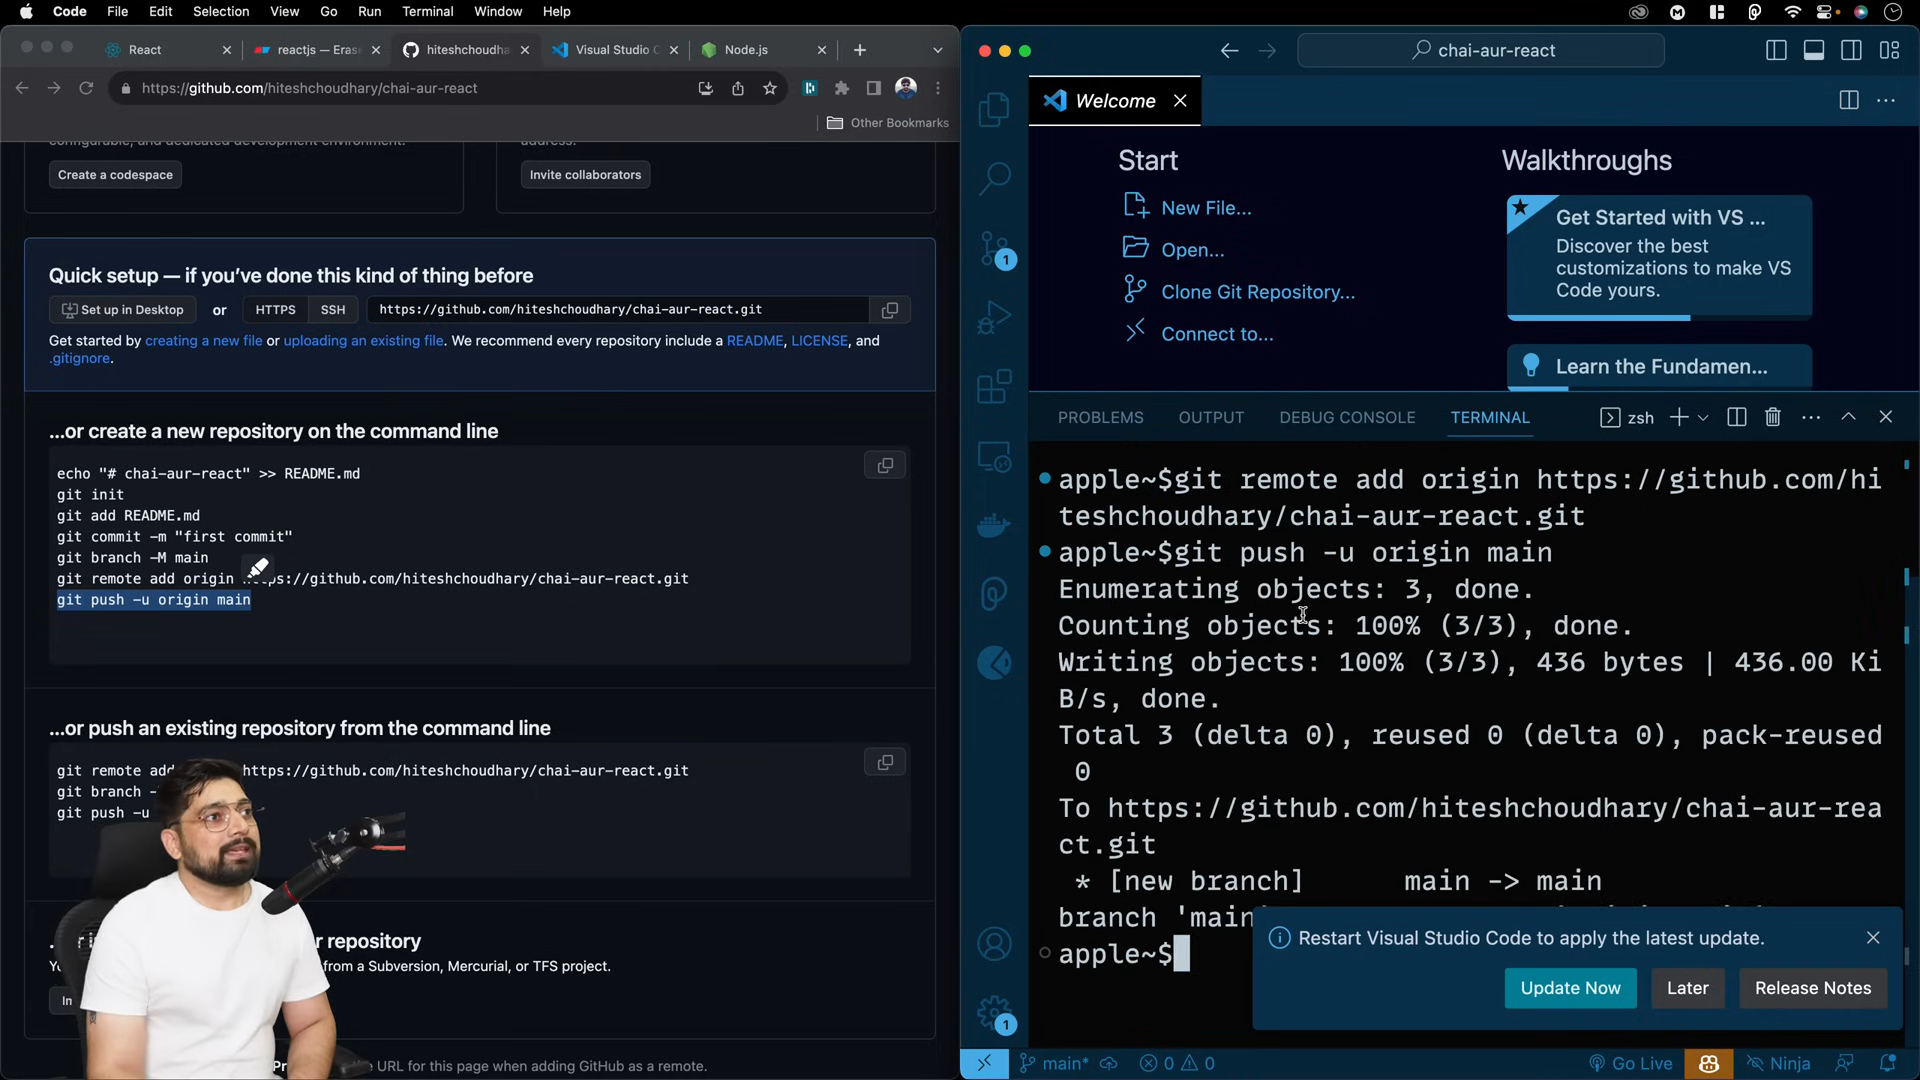 Code File Edit Selection View Go Run Terminal Window Help
React
reactjs — Eras
hiteshchoudha
Visual Studio C
Node.js
https://github.com/hiteshchoudhary/chai-aur-react
Other Bookmarks
configurable, and dedicated development environment.
address.
Create a codespace
Invite collaborators
Quick setup — if you've done this kind of thing before
Set up in Desktop or HTTPS SSH https://github.com/hiteshchoudhary/chai-aur-react.git
Get started by creating a new file or uploading an existing file. We recommend every repository include a README, LICENSE, and
.gitignore.
…or create a new repository on the command line
echo "# chai-aur-react" >> README.md
git init
git add README.md
git commit -m "first commit"
git branch -M main
git remote add origin https://github.com/hiteshchoudhary/chai-aur-react.git
git push -u origin main
…or push an existing repository from the command line
git remote add https://github.com/hiteshchoudhary/chai-aur-react.git
git branch -
git push -u
repository
from a Subversion, Mercurial, or TFS project.
URL for this page when adding GitHub as a remote.
chai-aur-react
Welcome
Start
New File...
Open...
Clone Git Repository...
Connect to...
Walkthroughs
Get Started with VS ...
Discover the best
customizations to make VS
Code yours.
Learn the Fundamen...
1
PROBLEMS OUTPUT DEBUG CONSOLE TERMINAL zsh
apple~$git remote add origin https://github.com/hi
teshchoudhary/chai-aur-react.git
apple~$git push -u origin main
Enumerating objects: 3, done.
Counting objects: 100% (3/3), done.
Writing objects: 100% (3/3), 436 bytes | 436.00 Ki
B/s, done.
Total 3 (delta 0), reused 0 (delta 0), pack-reused
0
To https://github.com/hiteshchoudhary/chai-aur-rea
ct.git
* [new branch] main -> main
branch 'main'
apple~$
Restart Visual Studio Code to apply the latest update.
Update Now Later Release Notes
1
main* 0 0 Go Live Ninja